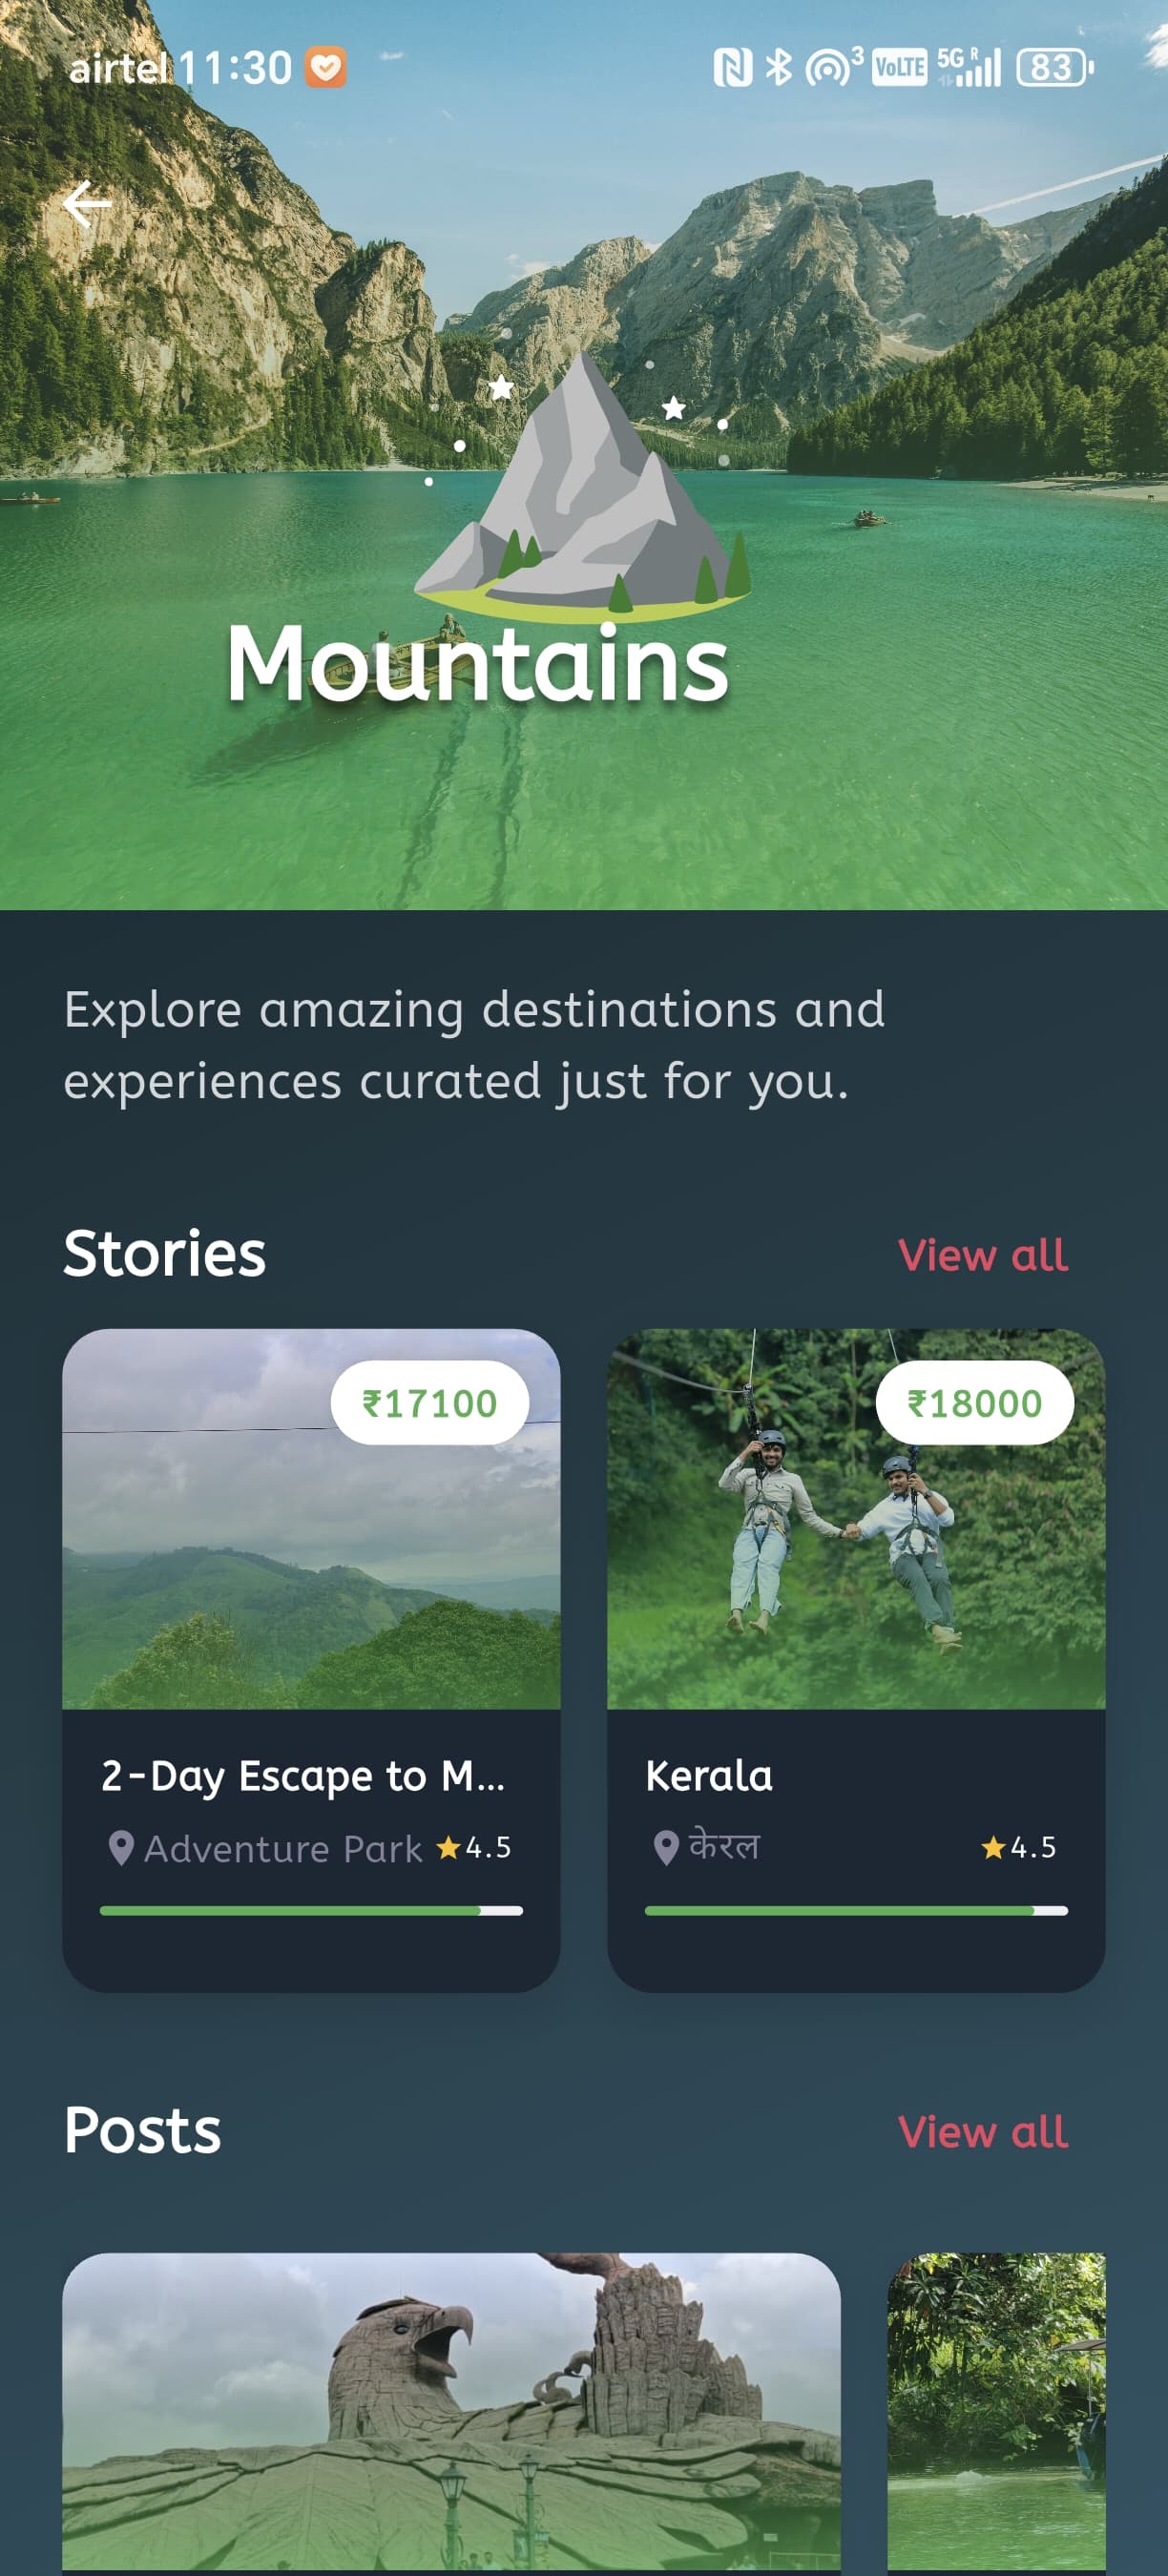 airtel 11:30
3 VoLTE 5G R 83
Mountains
Explore amazing destinations and
experiences curated just for you.
Stories View all
₹17100 ₹18000
2-Day Escape to M... Kerala
Adventure Park 4.5 केरल 4.5
Posts View all